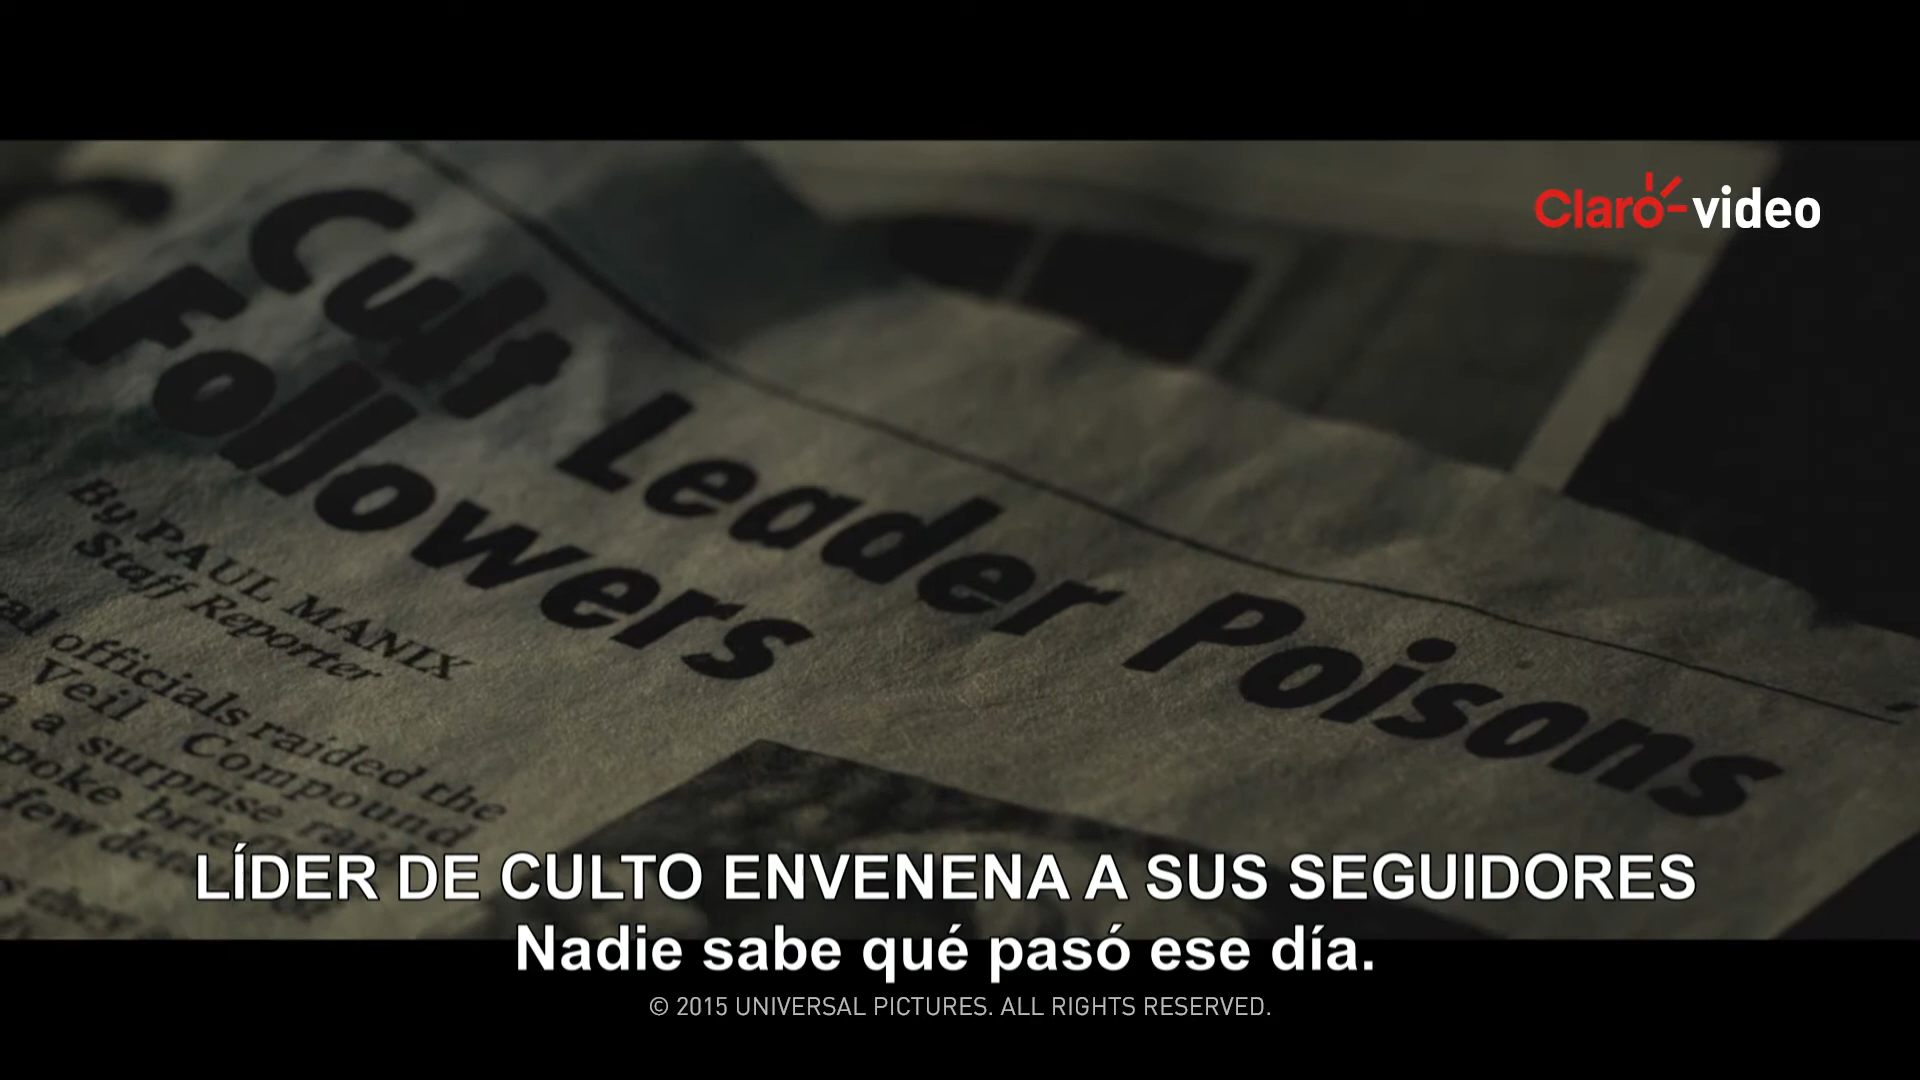 Claro-video
Cult Leader Poisons
Followers
By PAUL MANIX
Staff Reporter
officials raided the
Veil Compound
a surprise
few
LÍDER DE CULTO ENVENENA A SUS SEGUIDORES
Nadie sabe qué pasó ese día.
© 2015 UNIVERSAL PICTURES. ALL RIGHTS RESERVED.